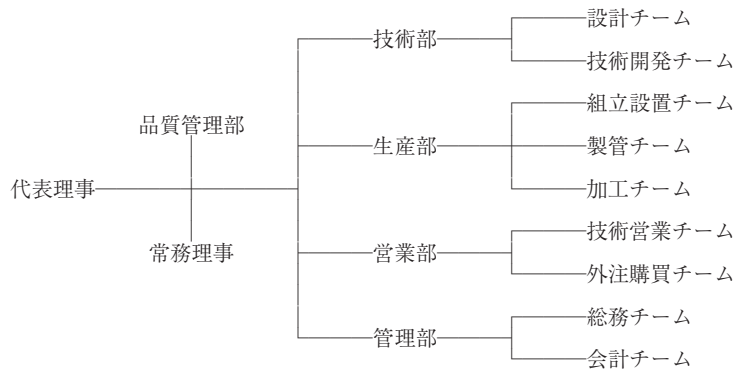 代表理事
品質管理部
常務理事
技術部
設計チーム
技術開発チーム
生産部
組立設置チーム
製管チーム
加工チーム
営業部
技術営業チーム
外注購買チーム
管理部
総務チーム
会計チーム